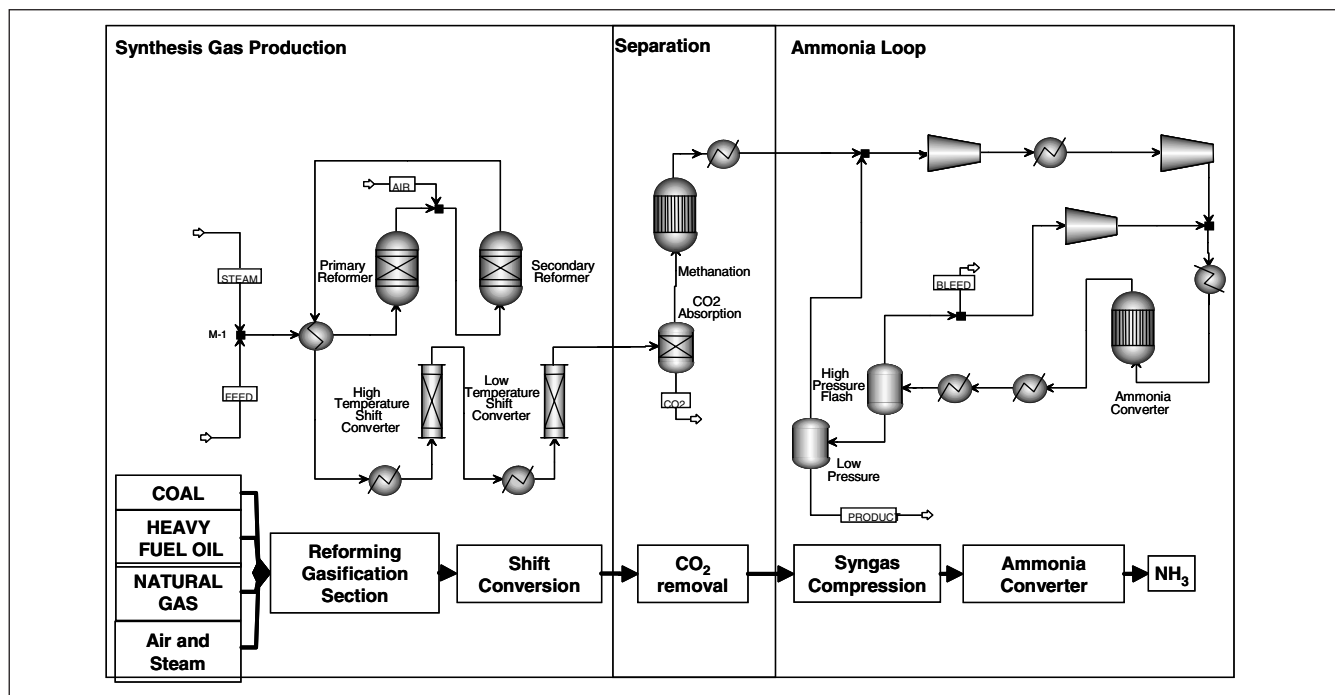 Synthesis Gas Production
Separation
Ammonia Loop
AIR
Primary
Reformer
Secondary
Reformer
STEAM
M-1
FEED
High
Temperature
Shift
Converter
Low
Temperature
Shift
Converter
Methanation
CO2
Absorption
CO2
BLEED
High
Pressure
Flash
Ammonia
Converter
Low
Pressure
PRODUCT
COAL
HEAVY
FUEL OIL
NATURAL
GAS
Air and
Steam
Reforming
Gasification
Section
Shift
Conversion
CO₂
removal
Syngas
Compression
Ammonia
Converter
NH₃